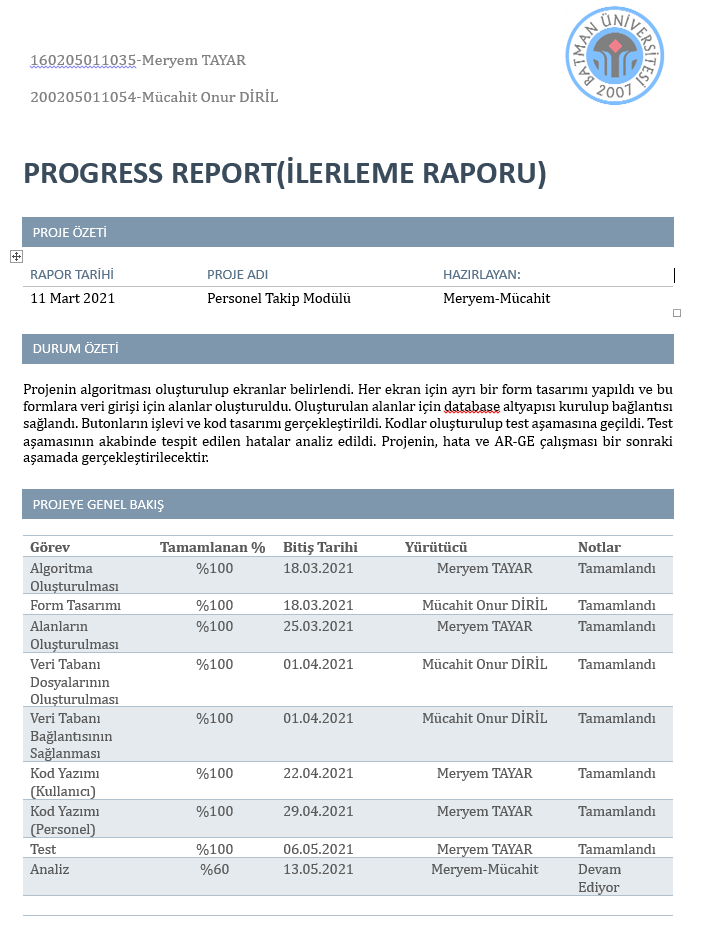 160205011035-Meryem TAYAR
BATMAN ÜNİVERSİTESİ
2007
200205011054-Mücahit Onur DİRİL
PROGRESS REPORT(İLERLEME RAPORU)
PROJE ÖZETİ
RAPOR TARİHİ PROJE ADI HAZIRLAYAN:
11 Mart 2021 Personel Takip Modülü Meryem-Mücahit
DURUM ÖZETİ
Projenin algoritması oluşturulup ekranlar belirlendi. Her ekran için ayrı bir form tasarımı yapıldı ve bu
formlara veri girişi için alanlar oluşturuldu. Oluşturulan alanlar için database altyapısı kurulup bağlantısı
sağlandı. Butonların işlevi ve kod tasarımı gerçekleştirildi. Kodlar oluşturulup test aşamasına geçildi. Test
aşamasının akabinde tespit edilen hatalar analiz edildi. Projenin, hata ve AR-GE çalışması bir sonraki
aşamada gerçekleştirilecektir.
PROJEYE GENEL BAKIŞ
Görev Tamamlanan % Bitiş Tarihi Yürütücü Notlar
Algoritma %100 18.03.2021 Meryem TAYAR Tamamlandı
Oluşturulması
Form Tasarımı %100 18.03.2021 Mücahit Onur DİRİL Tamamlandı
Alanların %100 25.03.2021 Meryem TAYAR Tamamlandı
Oluşturulması
Veri Tabanı %100 01.04.2021 Mücahit Onur DİRİL Tamamlandı
Dosyalarının
Oluşturulması
Veri Tabanı %100 01.04.2021 Mücahit Onur DİRİL Tamamlandı
Bağlantısının
Sağlanması
Kod Yazımı %100 22.04.2021 Meryem TAYAR Tamamlandı
(Kullanıcı)
Kod Yazımı %100 29.04.2021 Meryem TAYAR Tamamlandı
(Personel)
Test %100 06.05.2021 Meryem TAYAR Tamamlandı
Analiz %60 13.05.2021 Meryem-Mücahit Devam
Ediyor